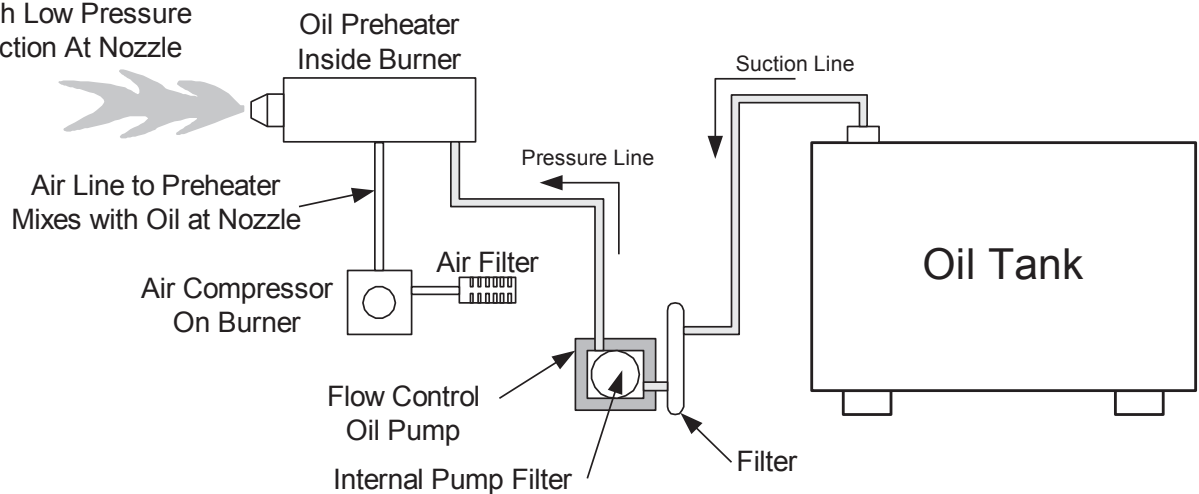 Low Pressure
At Nozzle
Oil Preheater
Inside Burner
Suction Line
Pressure Line
Air Line to Preheater
Mixes with Oil at Nozzle
Oil Tank
Air Filter
Air Compressor
On Burner
Flow Control
Oil Pump
Internal Pump Filter
Filter